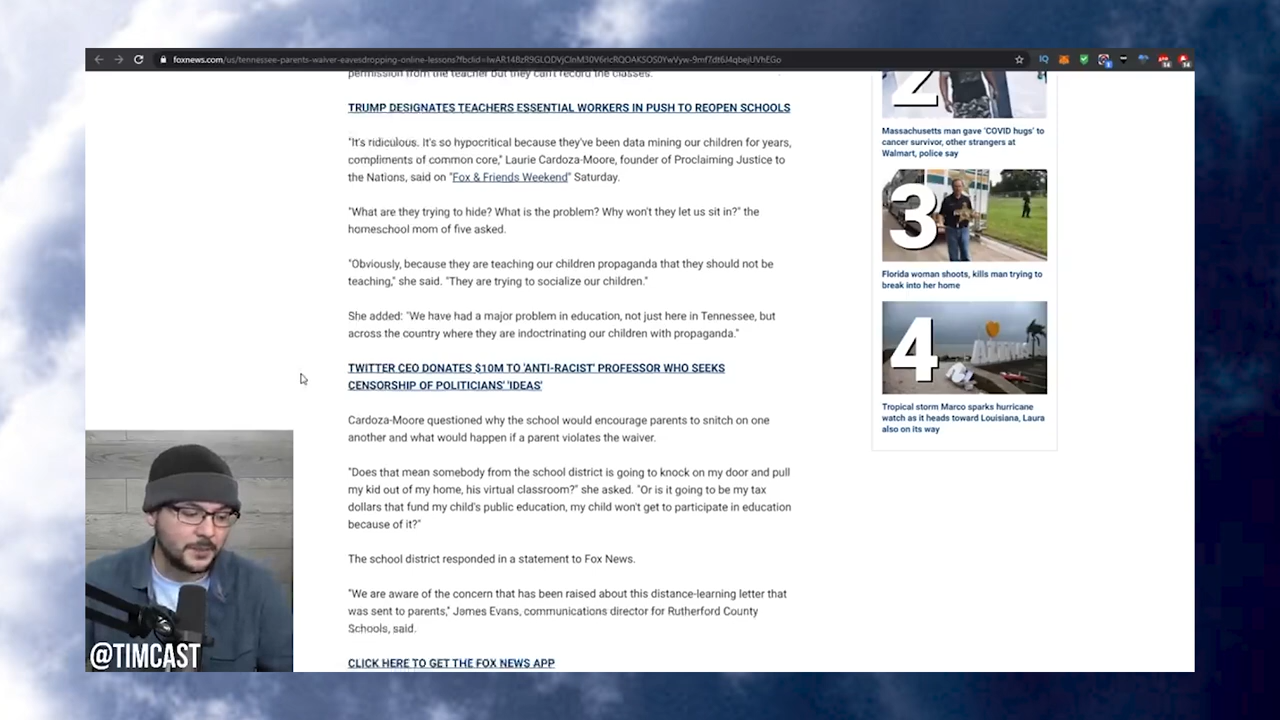 foxnews.com/us/tennessee-parents-waiver-eavesdropping-online-lessons
permission from the teacher but they can't record the classes.
TRUMP DESIGNATES TEACHERS ESSENTIAL WORKERS IN PUSH TO REOPEN SCHOOLS
"It's ridiculous. It's so hypocritical because they've been data mining our children for years,
compliments of common core," Laurie Cardoza-Moore, founder of Proclaiming Justice to
the Nations, said on "Fox & Friends Weekend" Saturday.
"What are they trying to hide? What is the problem? Why won't they let us sit in?" the
homeschool mom of five asked.
"Obviously, because they are teaching our children propaganda that they should not be
teaching," she said. "They are trying to socialize our children."
She added: "We have had a major problem in education, not just here in Tennessee, but
across the country where they are indoctrinating our children with propaganda."
TWITTER CEO DONATES $10M TO 'ANTI-RACIST' PROFESSOR WHO SEEKS
CENSORSHIP OF POLITICIANS' 'IDEAS'
Cardoza-Moore questioned why the school would encourage parents to snitch on one
another and what would happen if a parent violates the waiver.
"Does that mean somebody from the school district is going to knock on my door and pull
my kid out of my home, his virtual classroom?" she asked. "Or is it going to be my tax
dollars that fund my child's public education, my child won't get to participate in education
because of it?"
The school district responded in a statement to Fox News.
"We are aware of the concern that has been raised about this distance-learning letter that
was sent to parents," James Evans, communications director for Rutherford County
Schools, said.
CLICK HERE TO GET THE FOX NEWS APP
2
Massachusetts man gave 'COVID hugs' to
cancer survivor, other strangers at
Walmart, police say
3
Florida woman shoots, kills man trying to
break into her home
4
Tropical storm Marco sparks hurricane
watch as it heads toward Louisiana, Laura
also on its way
@TIMCAST